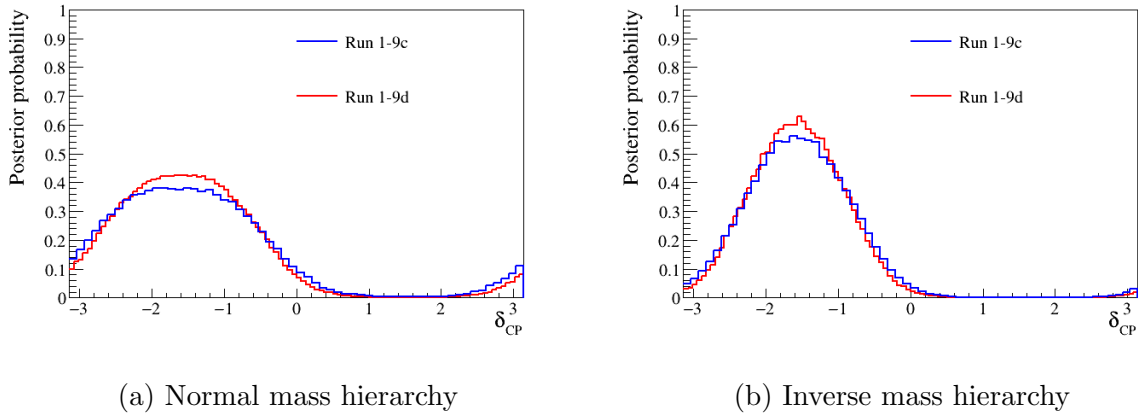 Posterior probability
1
0.9
0.8
0.7
0.6
0.5
0.4
0.3
0.2
0.1
0
−3 −2 −1 0 1 2 3
δCP
Run 1-9c
Run 1-9d
(a) Normal mass hierarchy
Posterior probability
1
0.9
0.8
0.7
0.6
0.5
0.4
0.3
0.2
0.1
0
−3 −2 −1 0 1 2 3
δCP
Run 1-9c
Run 1-9d
(b) Inverse mass hierarchy